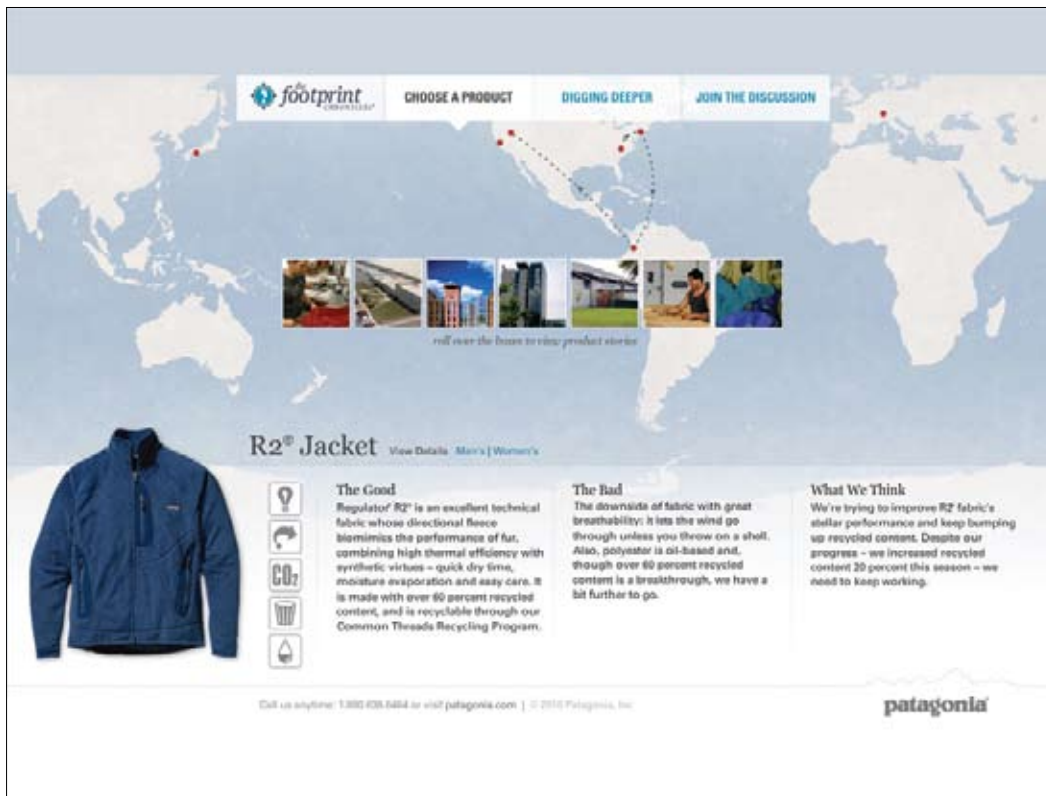 the
footprint
chronicles®
CHOOSE A PRODUCT
DIGGING DEEPER
JOIN THE DISCUSSION
roll over the boxes to view product stories
R2® Jacket View Details Men's | Women's
CO2
The Good
Regulator® R2® is an excellent technical
fabric whose directional fleece
biomimics the performance of fur,
combining high thermal efficiency with
synthetic virtues – quick dry time,
moisture evaporation and easy care. It
is made with over 60 percent recycled
content, and is recyclable through our
Common Threads Recycling Program.
The Bad
The downside of fabric with great
breathability: it lets the wind go
through unless you throw on a shell.
Also, polyester is oil-based and,
though over 60 percent recycled
content is a breakthrough, we have a
bit further to go.
What We Think
We're trying to improve R2® fabric's
stellar performance and keep bumping
up recycled content. Despite our
progress – we increased recycled
content 20 percent this season – we
need to keep working.
Call us anytime: or visit patagonia.com | © 2010 Patagonia, Inc
patagonia®